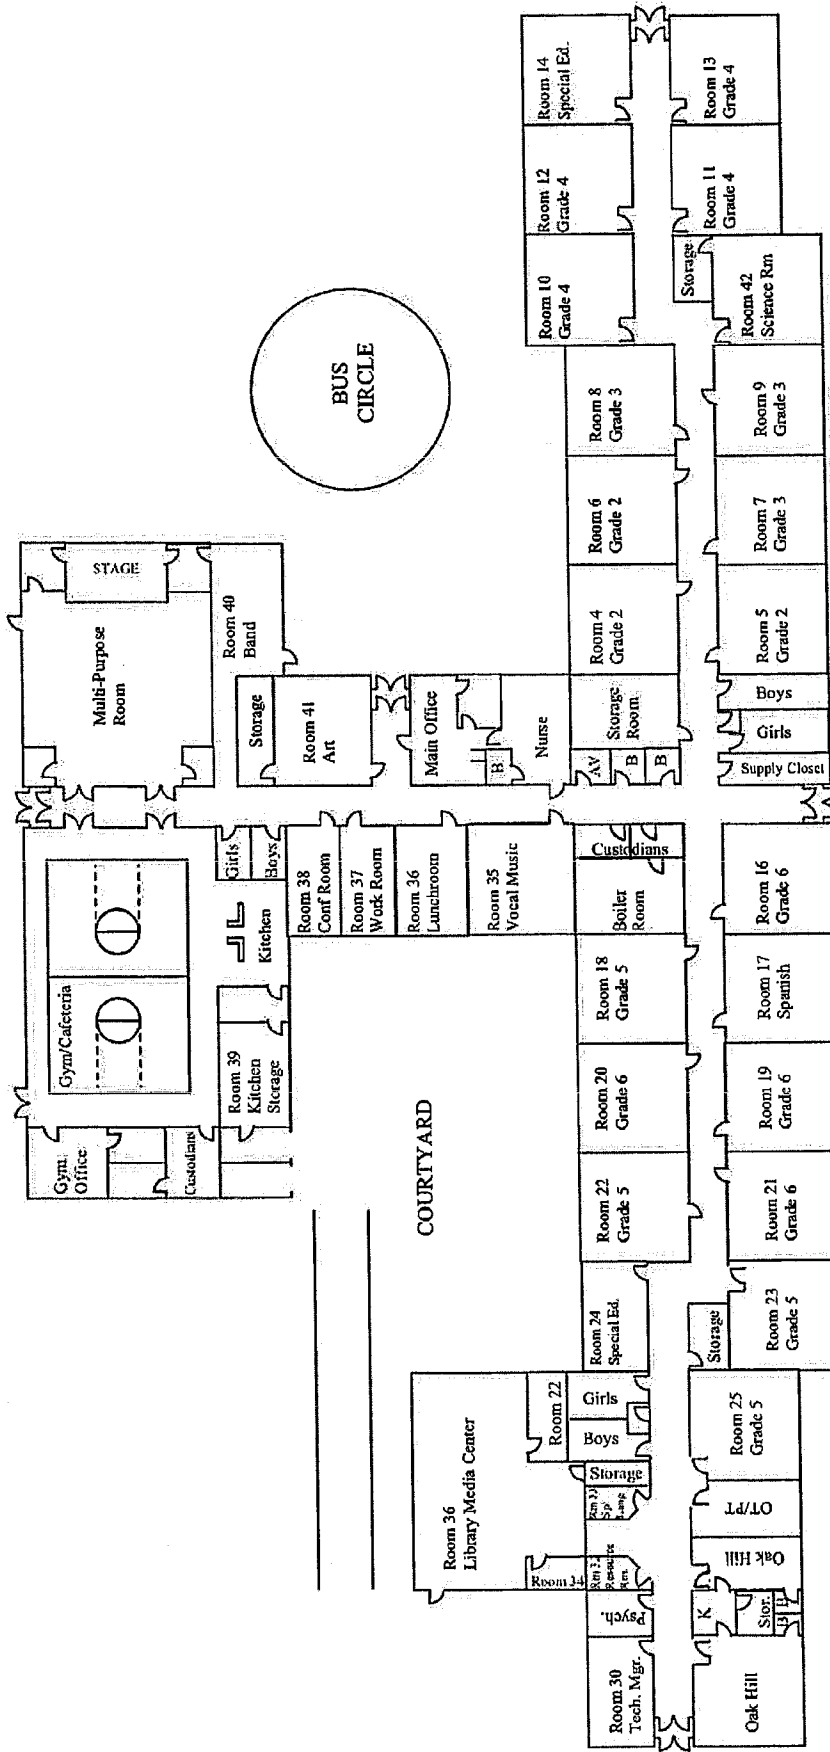 Room 14
Special Ed.
Room 13
Grade 4
Room 12
Grade 4
Room 11
Grade 4
Room 10
Grade 4
Storage
Room 42
Science Rm
BUS
CIRCLE
Room 8
Grade 3
Room 9
Grade 3
Room 6
Grade 2
Room 7
Grade 3
Room 4
Grade 2
Room 5
Grade 2
STAGE
Multi-Purpose
Room
Room 40
Band
Storage
Room 41
Art
Main Office
B
Nurse
Storage
Room
AV
B
B
Boys
Girls
Supply Closet
Gym/Cafeteria
Girls
Boys
Kitchen
Room 39
Kitchen
Storage
Gym
Office
Custodians
Room 38
Conf Room
Room 37
Work Room
Room 36
Lunchroom
Room 35
Vocal Music
Custodians
Boiler
Room
Room 16
Grade 6
Room 18
Grade 5
Room 17
Spanish
Room 20
Grade 6
Room 19
Grade 6
Room 22
Grade 5
Room 21
Grade 6
COURTYARD
Room 24
Special Ed.
Storage
Room 23
Grade 5
Room 36
Library Media Center
Room 22
Girls
Boys
Storage
Room 25
Grade 5
Rm 33
Sp/
Lang
OT/PT
Room 34
Rm 32
Resource
Rm.
Oak Hill
Psych.
K
Stor.
B
B
Room 30
Tech. Mgr.
Oak Hill